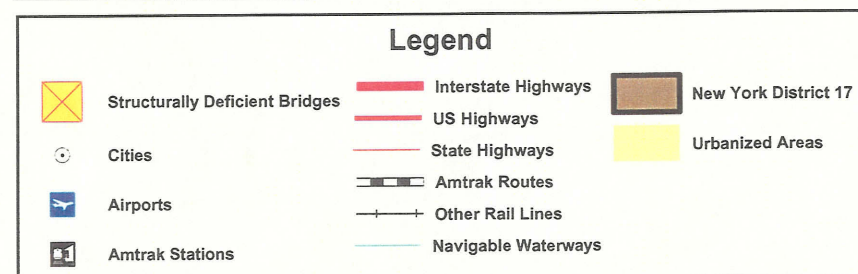 Legend
Structurally Deficient Bridges
Cities
Airports
Amtrak Stations
Interstate Highways
US Highways
State Highways
Amtrak Routes
Other Rail Lines
Navigable Waterways
New York District 17
Urbanized Areas